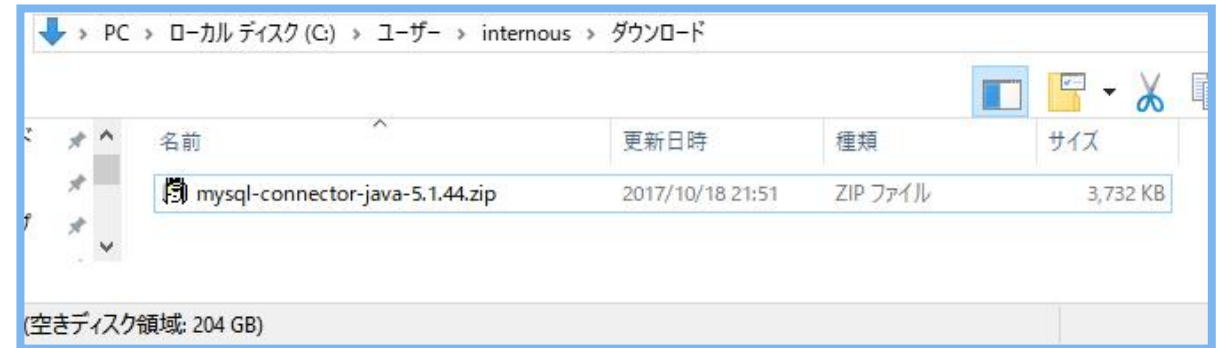 PC › ローカル ディスク (C:) › ユーザー › internous › ダウンロード
名前 更新日時 種類 サイズ
mysql-connector-java-5.1.44.zip 2017/10/18 21:51 ZIP ファイル 3,732 KB
(空きディスク領域: 204 GB)